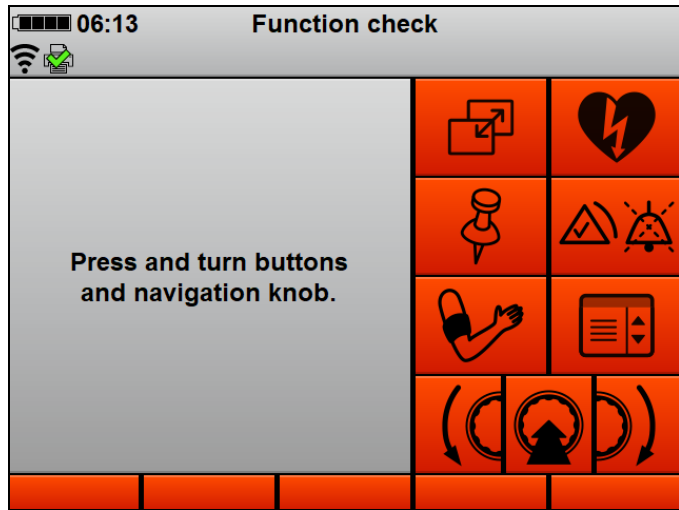 06:13
Function check
Press and turn buttons
and navigation knob.